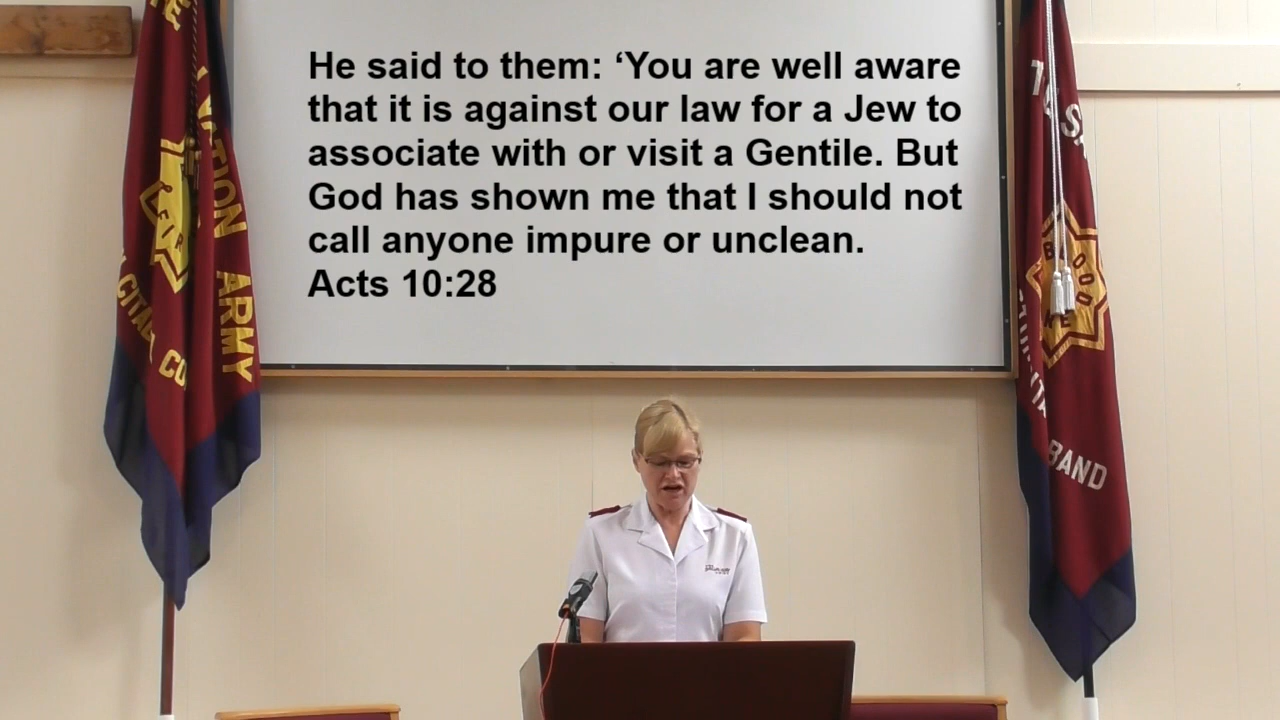 He said to them: ‘You are well aware
that it is against our law for a Jew to
associate with or visit a Gentile. But
God has shown me that I should not
call anyone impure or unclean.
Acts 10:28
ARMY
BAND